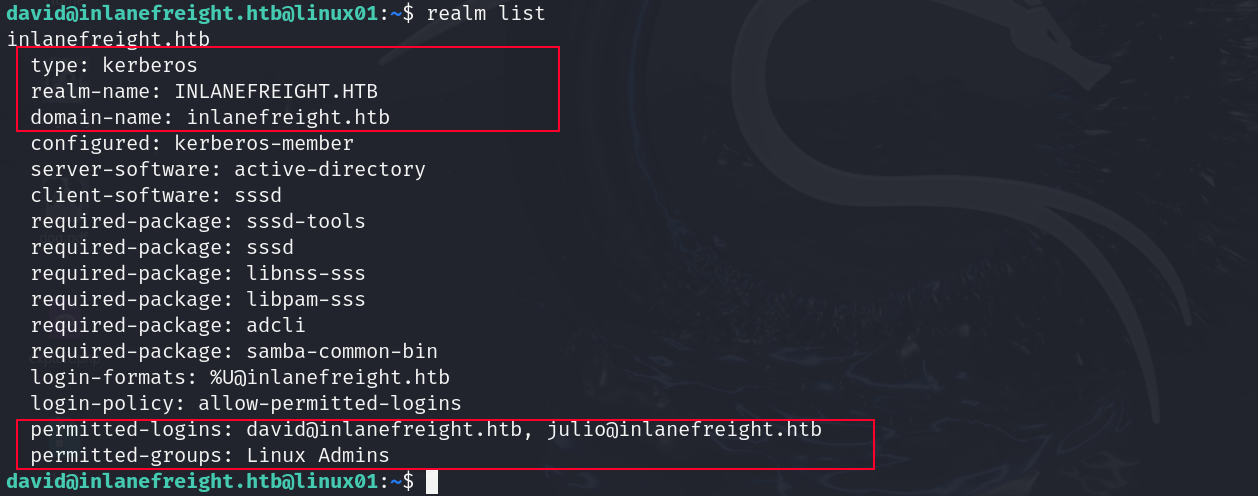 david@inlanefreight.htb@linux01:~$ realm list
inlanefreight.htb
type: kerberos
realm-name: INLANEFREIGHT.HTB
domain-name: inlanefreight.htb
configured: kerberos-member
server-software: active-directory
client-software: sssd
required-package: sssd-tools
required-package: sssd
required-package: libnss-sss
required-package: libpam-sss
required-package: adcli
required-package: samba-common-bin
login-formats: %U@inlanefreight.htb
login-policy: allow-permitted-logins
permitted-logins: david@inlanefreight.htb, julio@inlanefreight.htb
permitted-groups: Linux Admins
david@inlanefreight.htb@linux01:~$